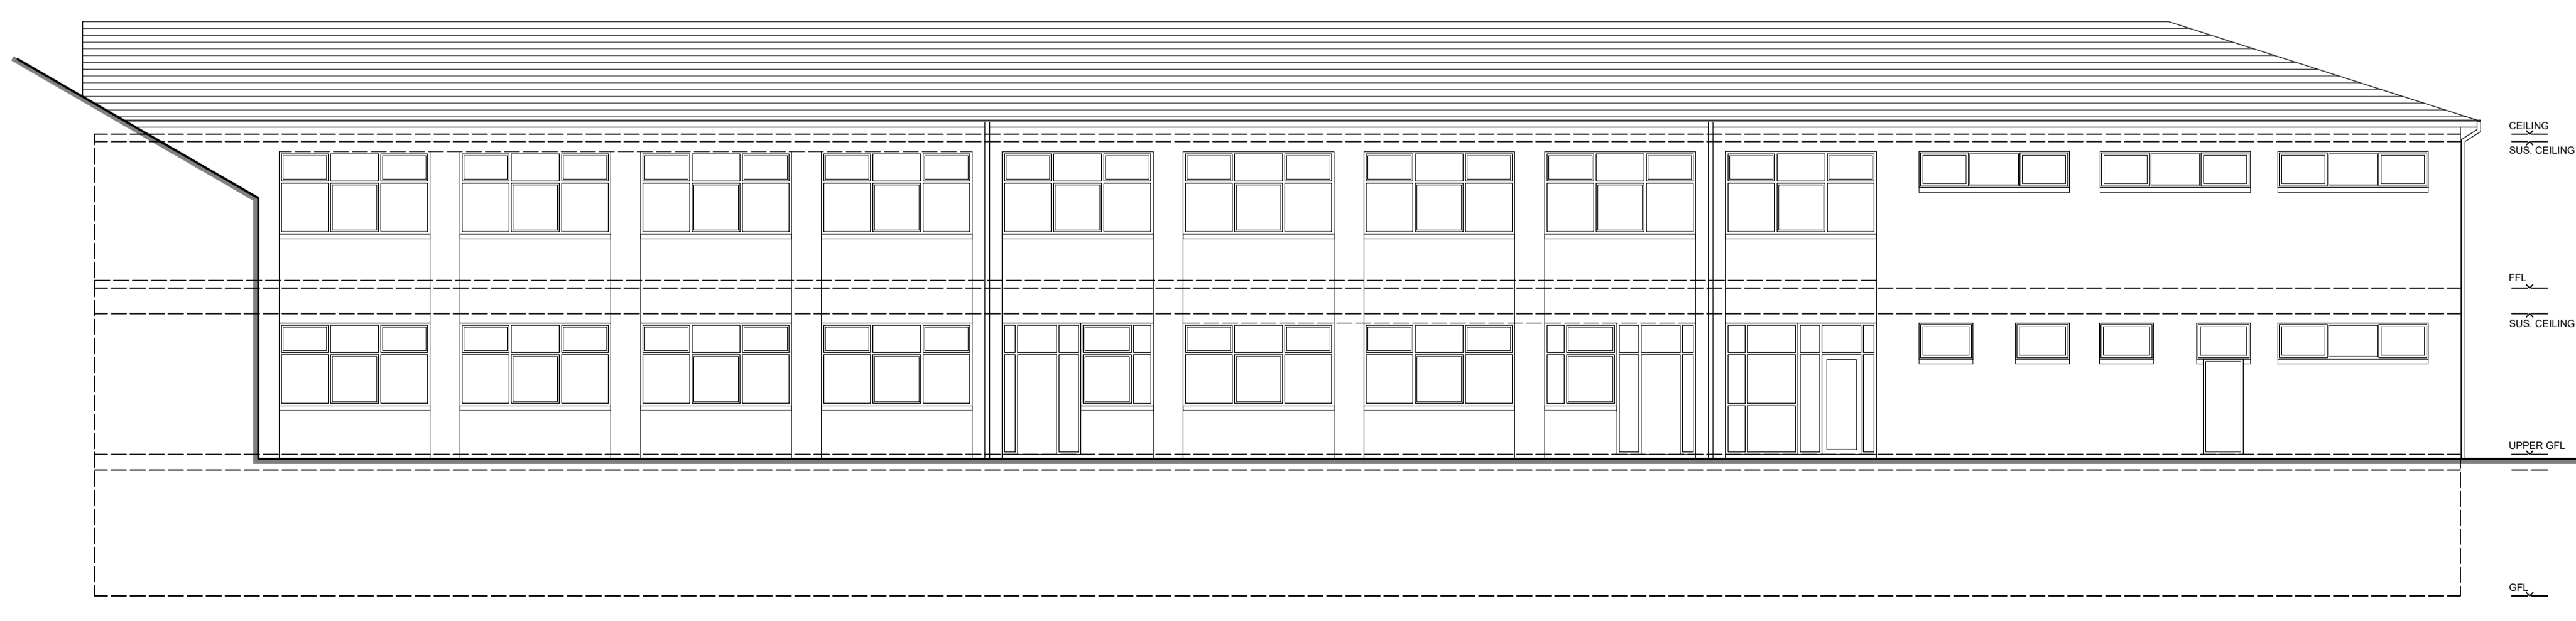 CEILING
SUS. CEILING
FFL
SUS. CEILING
UPPER GFL
GFL